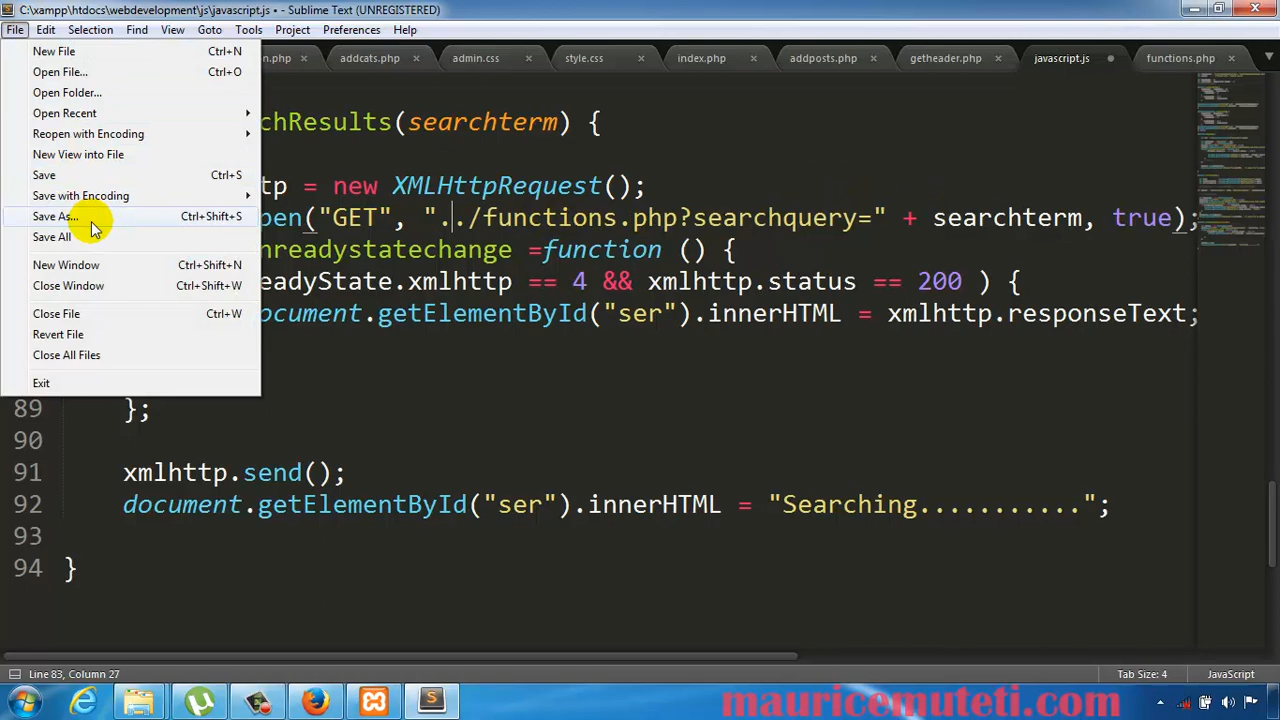 C:\xampp\htdocs\webdevelopment\js\javascript.js • - Sublime Text (UNREGISTERED)
File Edit Selection Find View Goto Tools Project Preferences Help
n.php × addcats.php × admin.css × style.css × index.php × addposts.php × getheader.php × javascript.js functions.php ×
New File Ctrl+N
Open File... Ctrl+O
Open Folder...
Open Recent
Reopen with Encoding
New View into File
Save Ctrl+S
Save with Encoding
Save As... Ctrl+Shift+S
Save All
New Window Ctrl+Shift+N
Close Window Ctrl+Shift+W
Close File Ctrl+W
Revert File
Close All Files
Exit
chResults(searchterm) {
tp = new XMLHttpRequest();
pen("GET", "../functions.php?searchquery=" + searchterm, true);
nreadystatechange =function () {
eadyState.xmlhttp == 4 && xmlhttp.status == 200 ) {
ocument.getElementById("ser").innerHTML = xmlhttp.responseText;
89 };
90
91 xmlhttp.send();
92 document.getElementById("ser").innerHTML = "Searching............";
93
94 }
Line 83, Column 27 Tab Size: 4 JavaScript
mauricemuteti.com